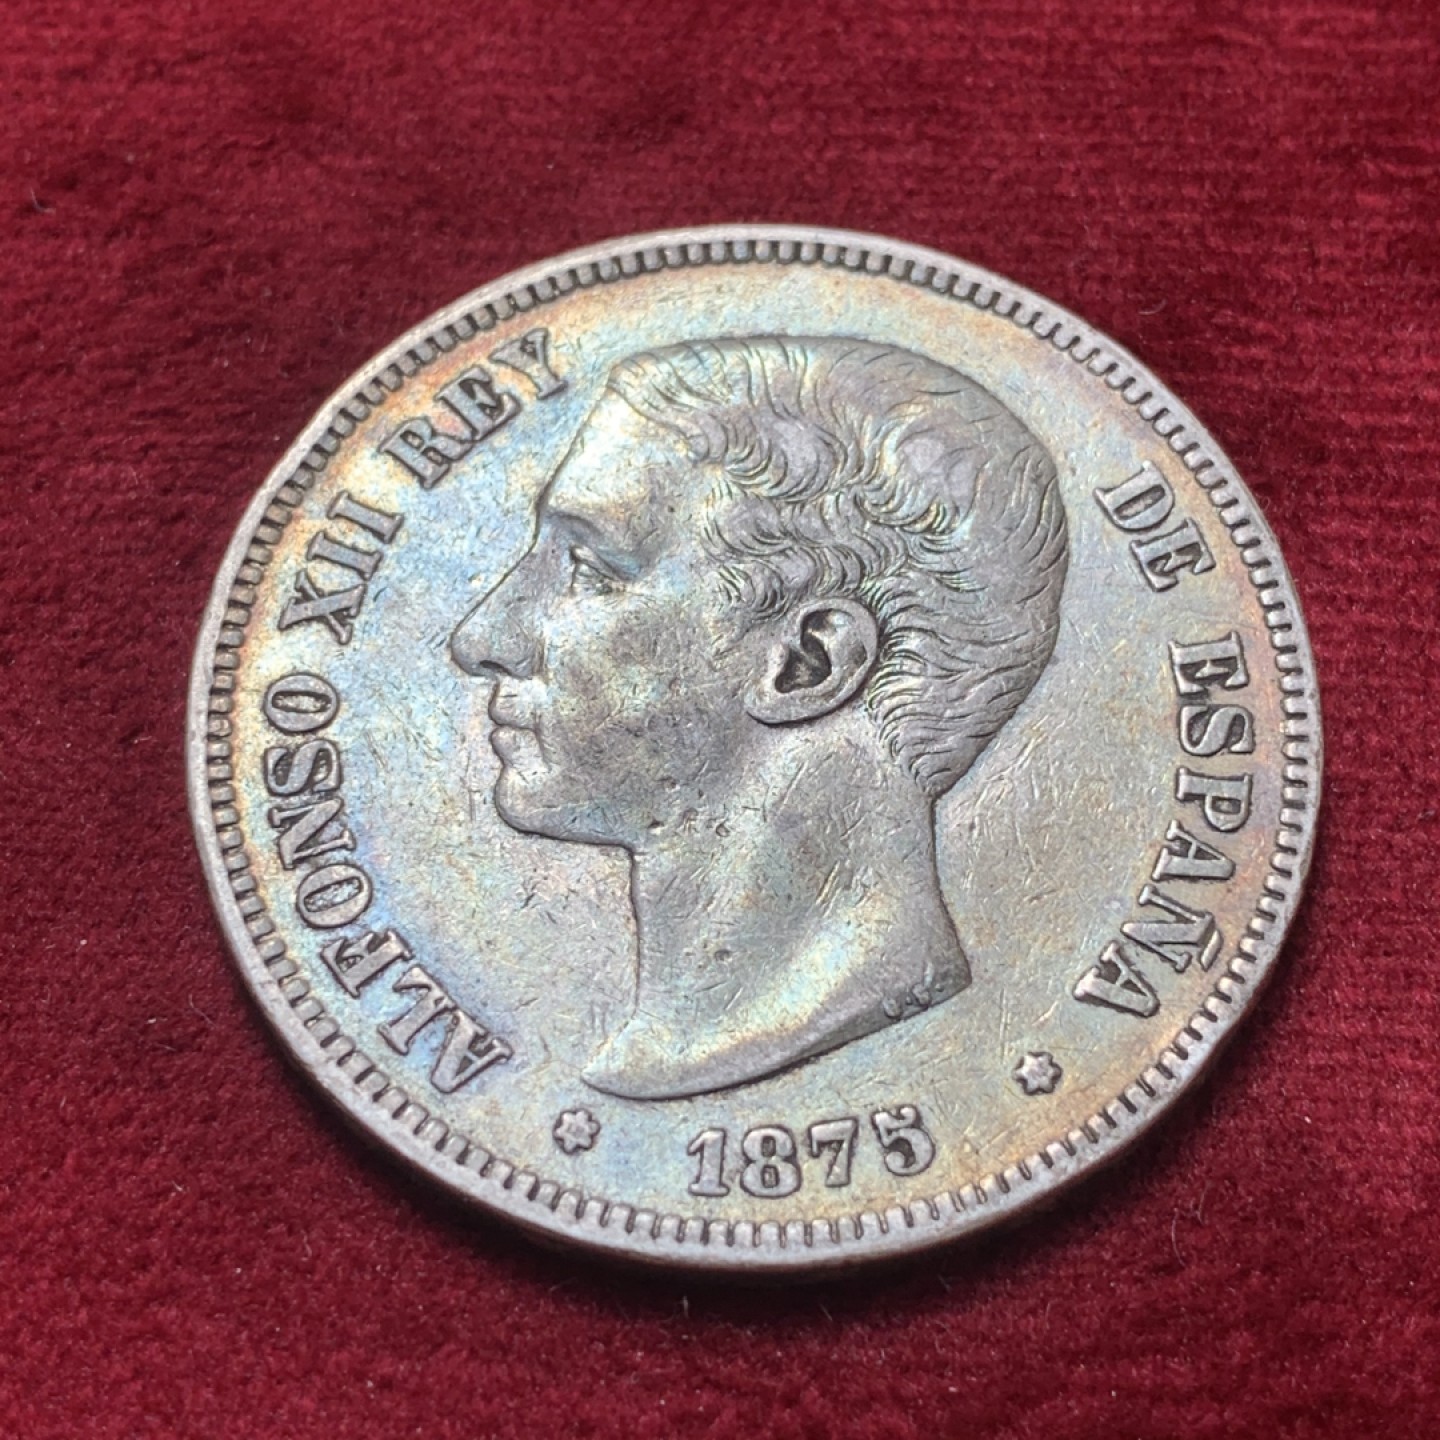 ALFONSO XII REY DE ESPAÑA
1875